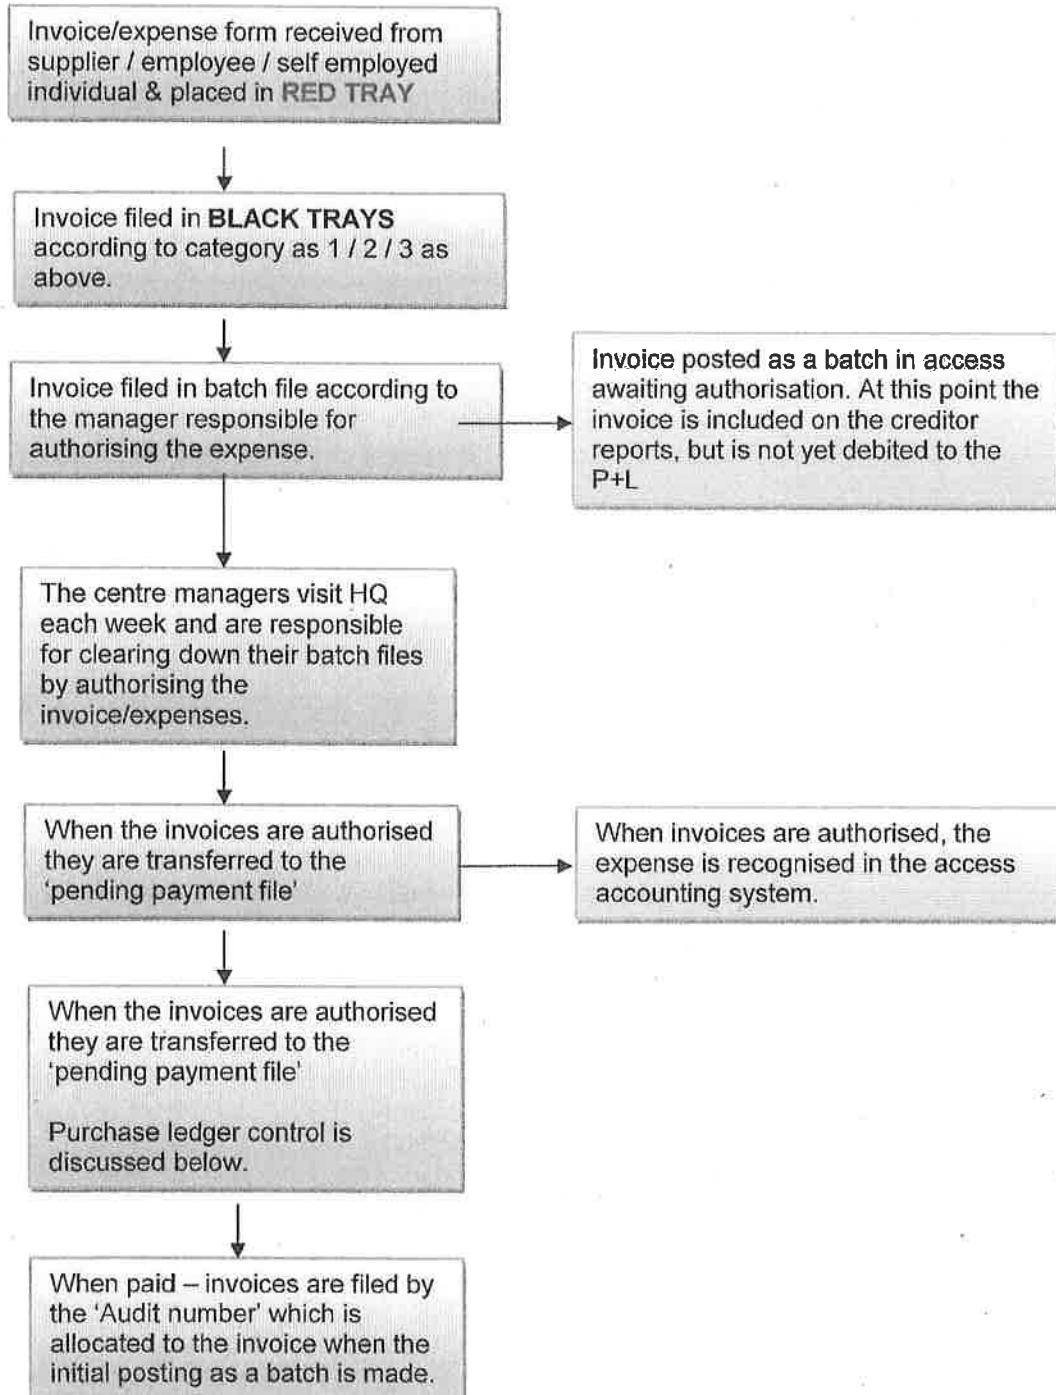 Invoice/expense form received from
supplier / employee / self employed
individual & placed in RED TRAY
Invoice filed in BLACK TRAYS
according to category as 1 / 2 / 3 as
above.
Invoice filed in batch file according to
the manager responsible for
authorising the expense.
Invoice posted as a batch in access
awaiting authorisation. At this point the
invoice is included on the creditor
reports, but is not yet debited to the
P+L
The centre managers visit HQ
each week and are responsible
for clearing down their batch files
by authorising the
invoice/expenses.
When the invoices are authorised
they are transferred to the
‘pending payment file’
When invoices are authorised, the
expense is recognised in the access
accounting system.
When the invoices are authorised
they are transferred to the
‘pending payment file’
Purchase ledger control is
discussed below.
When paid – invoices are filed by
the ‘Audit number’ which is
allocated to the invoice when the
initial posting as a batch is made.